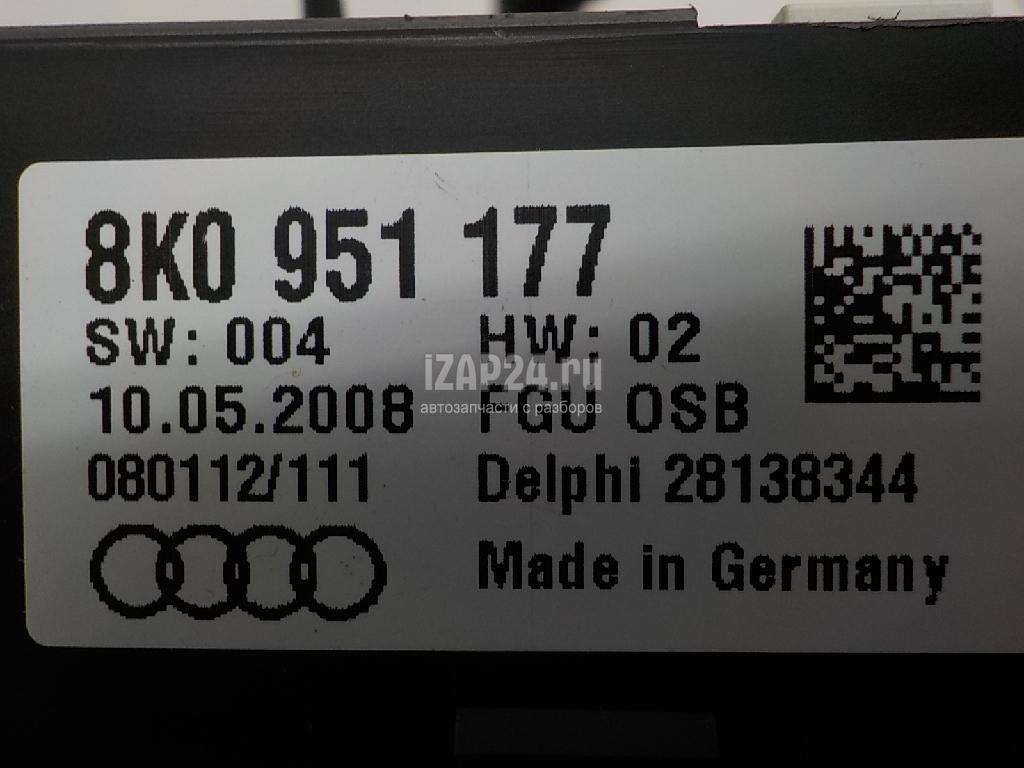 8K0 951 177
SW: 004 HW: 02
iZAP24.ru
10.05.2008 FGU OSB
автозапчасти с разборов
080112/111 Delphi 28138344
Made in Germany